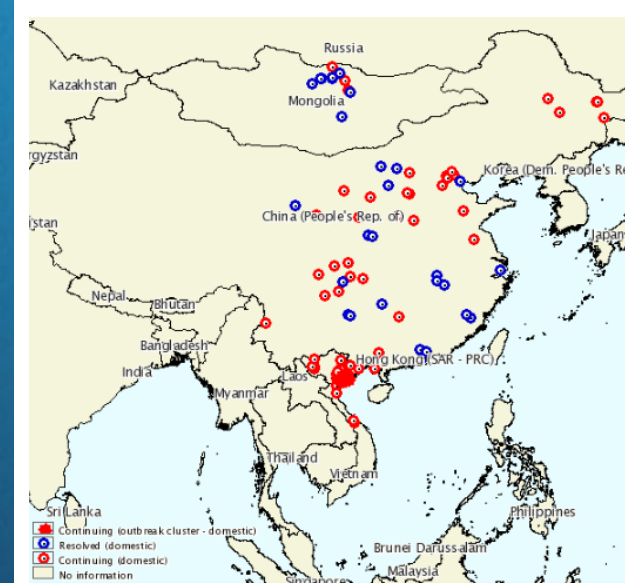 Russia
Kazakhstan
Mongolia
rgyzstan
Korea (Dem. People's Re
China (People's Rep. of)
istan
Japan
Nepal
Bhutan
Bangladesh
Hong Kong (SAR - PRC)
India
Laos
Myanmar
Thailand
Vietnam
Sri Lanka
Philippines
Continuing (outbreak cluster - domestic)
Resolved (domestic)
Continuing (domestic)
Brunei Darussalam
Malaysia
No information
Singapore